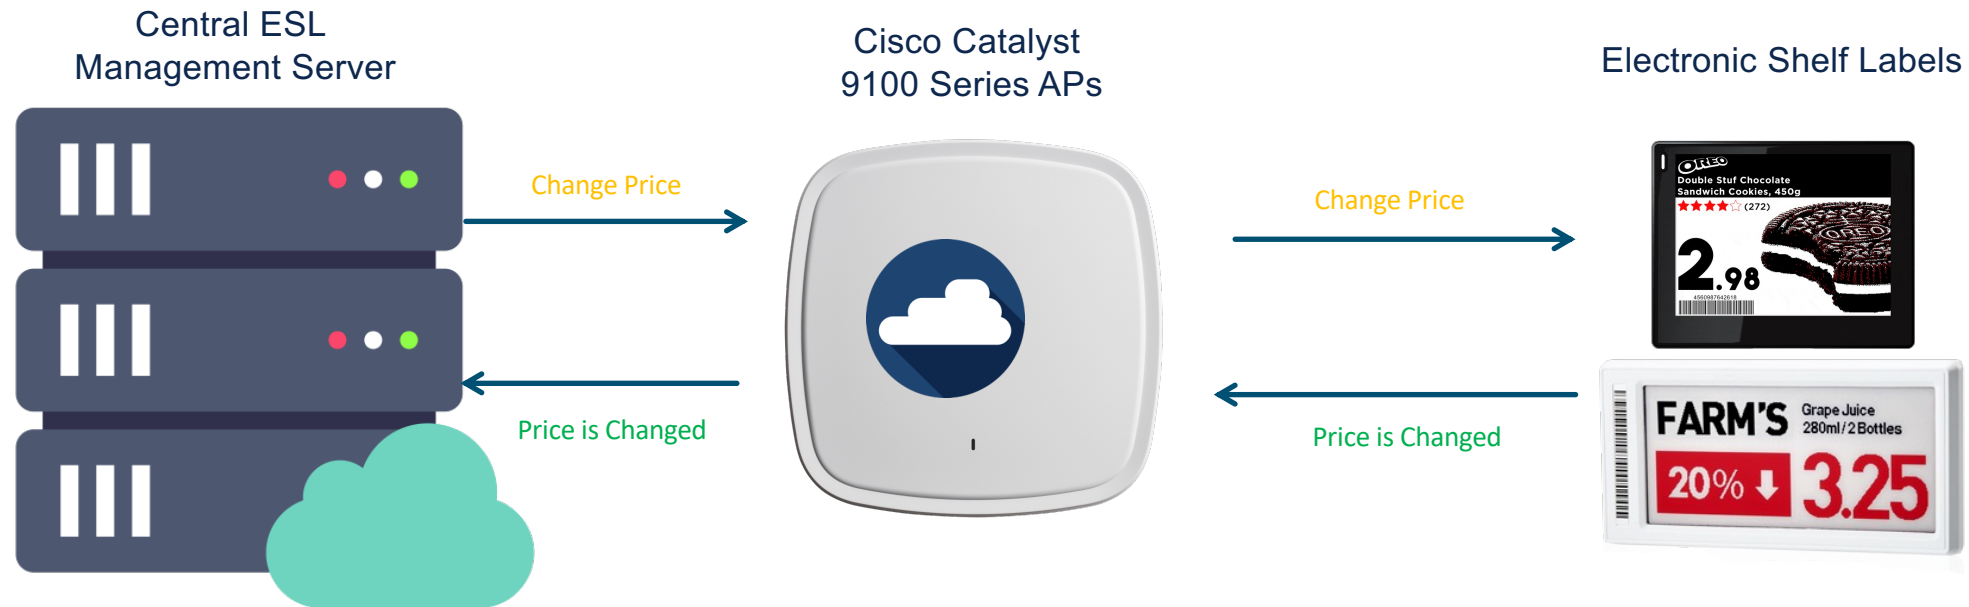 Central ESL
Management Server
Cisco Catalyst
9100 Series APs
Electronic Shelf Labels
Change Price
Change Price
Price is Changed
Price is Changed
OREO
Double Stuf Chocolate
Sandwich Cookies, 450g
(272)
OREO
2.98
4560987642618
FARM'S
Grape Juice
280ml/2 Bottles
20%
3.25